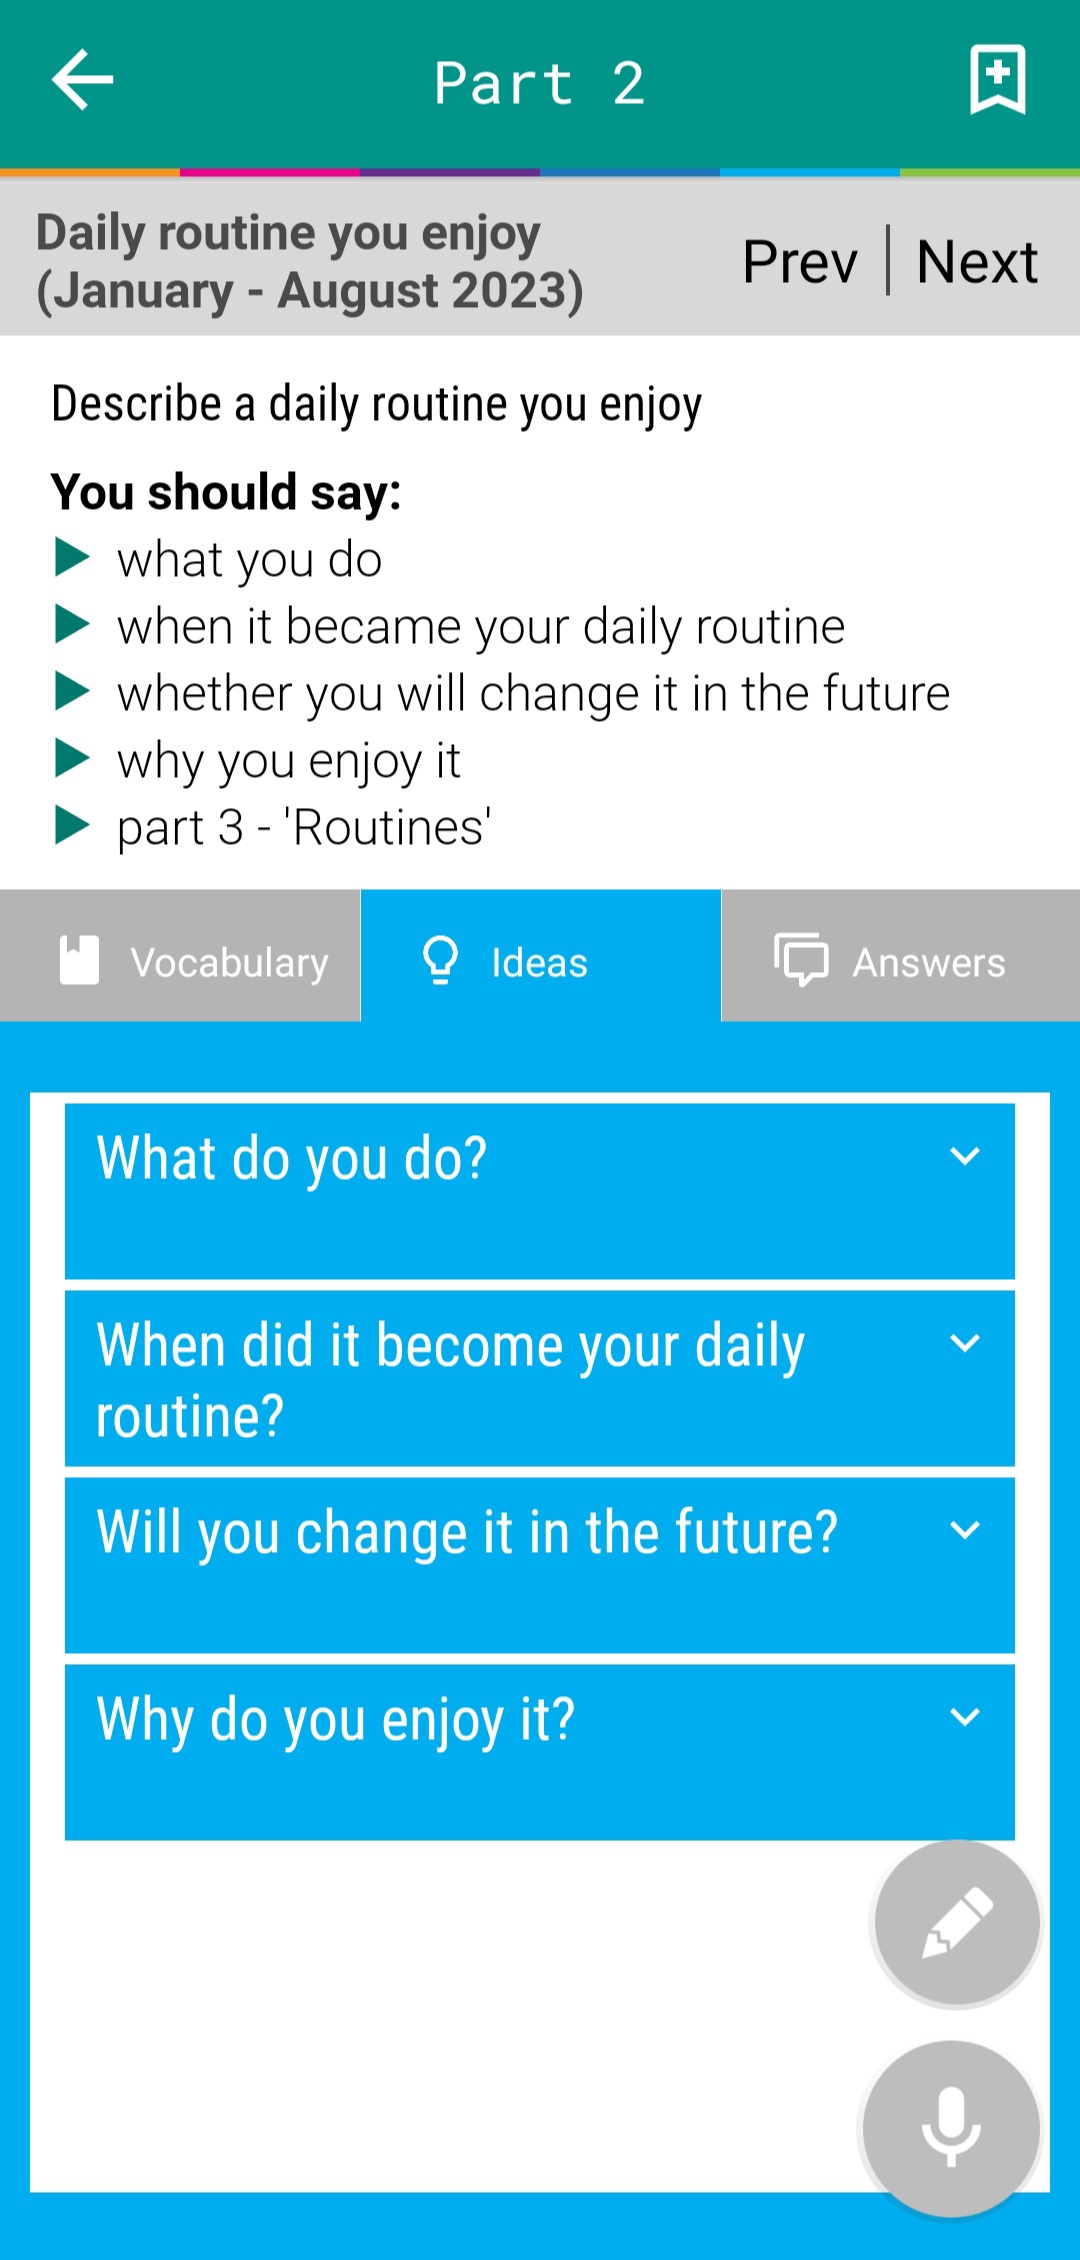 Part 2
Daily routine you enjoy
(January - August 2023)
Prev | Next
Describe a daily routine you enjoy
You should say:
what you do
when it became your daily routine
whether you will change it in the future
why you enjoy it
part 3 - 'Routines'
Vocabulary
Ideas
Answers
What do you do?
When did it become your daily
routine?
Will you change it in the future?
Why do you enjoy it?